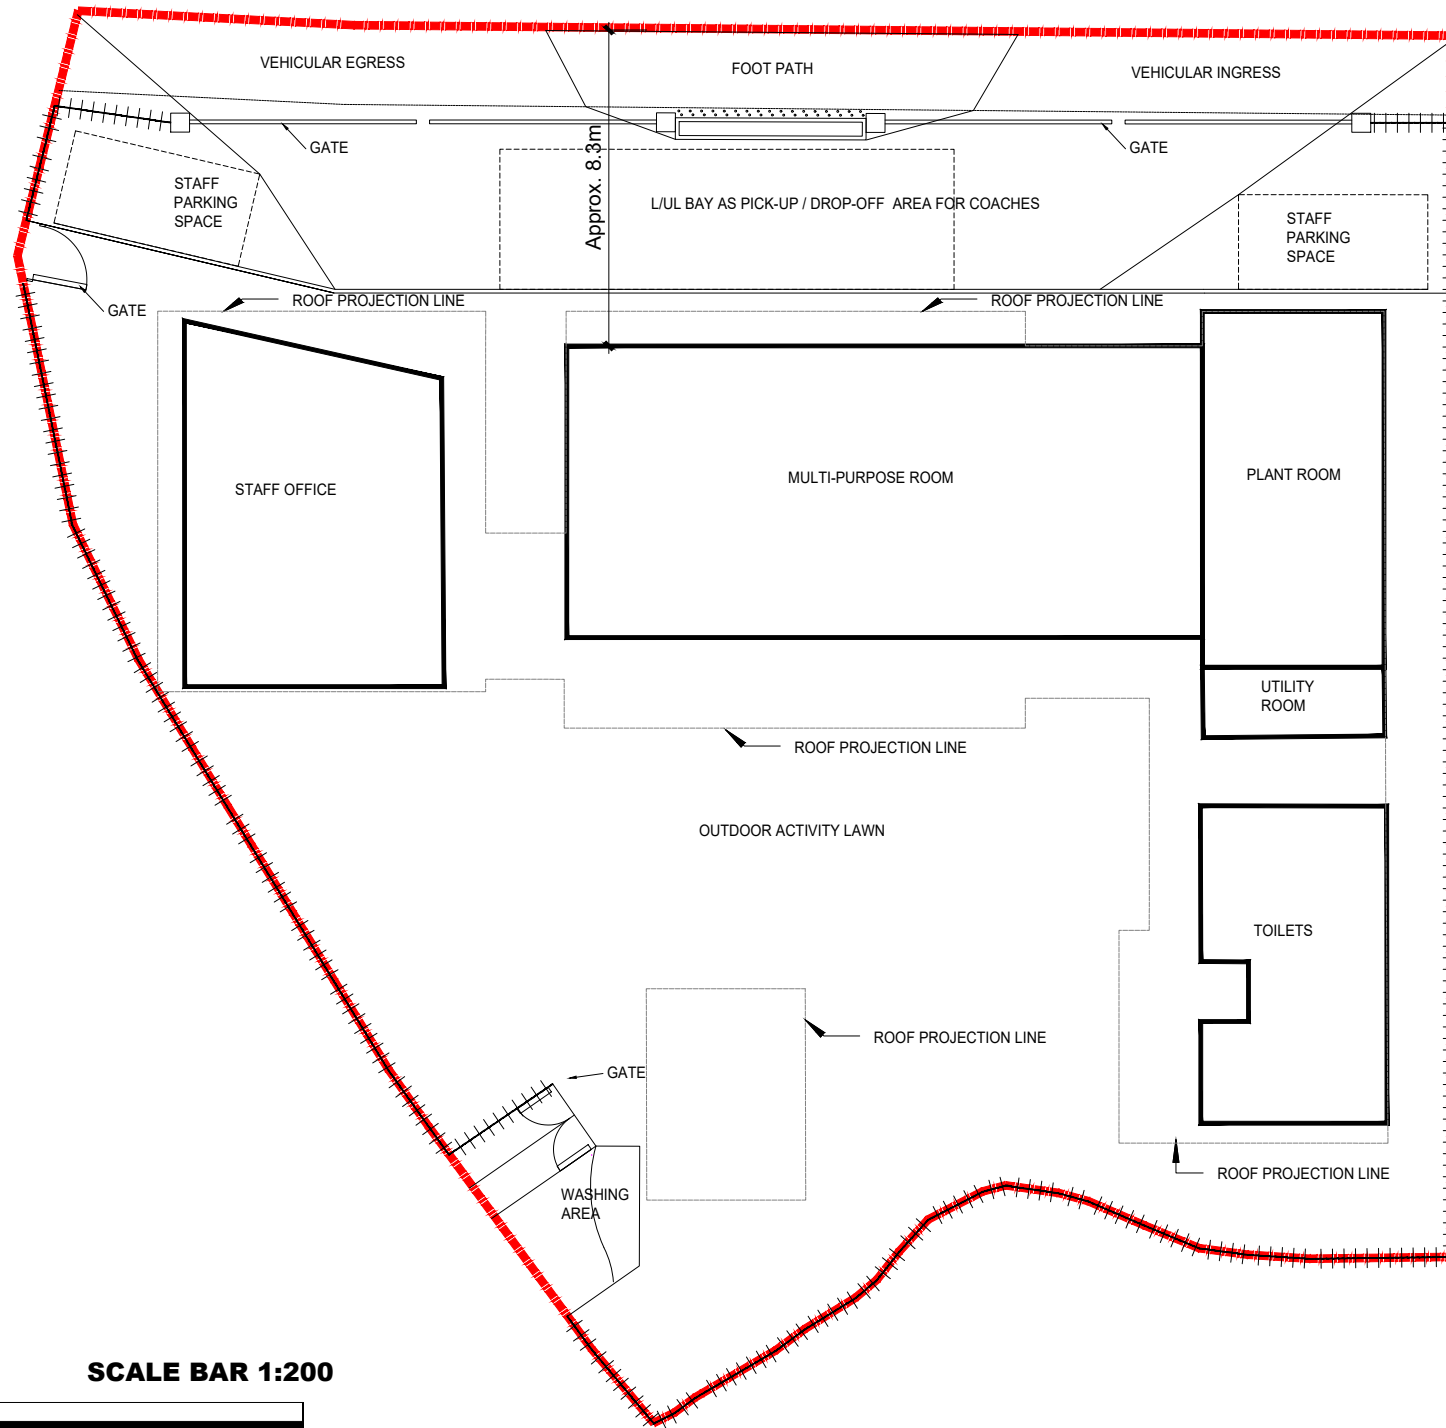 VEHICULAR EGRESS
FOOT PATH
VEHICULAR INGRESS
GATE
GATE
Approx. 8.3m
STAFF
PARKING
SPACE
L/UL BAY AS PICK-UP / DROP-OFF AREA FOR COACHES
STAFF
PARKING
SPACE
GATE
ROOF PROJECTION LINE
ROOF PROJECTION LINE
STAFF OFFICE
MULTI-PURPOSE ROOM
PLANT ROOM
UTILITY
ROOM
ROOF PROJECTION LINE
OUTDOOR ACTIVITY LAWN
TOILETS
ROOF PROJECTION LINE
GATE
WASHING
AREA
ROOF PROJECTION LINE
SCALE BAR 1:200